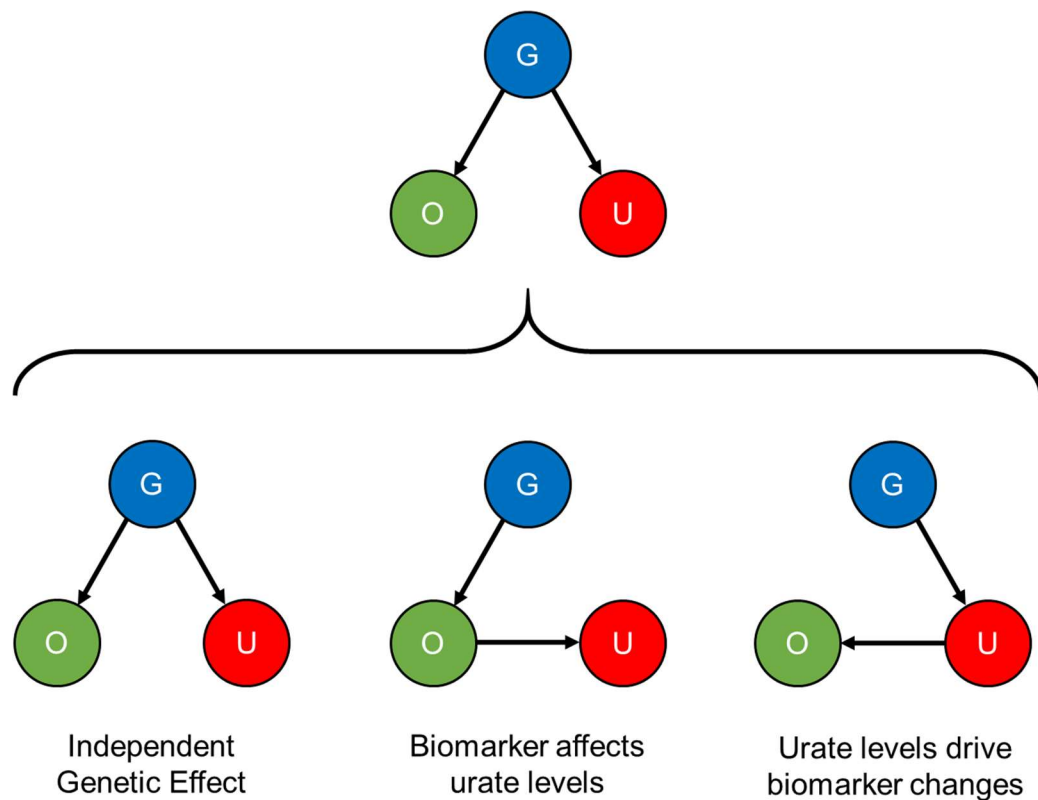 G
O U
G G G
O U O U O U
Independent Biomarker affects Urate levels drive
Genetic Effect urate levels biomarker changes